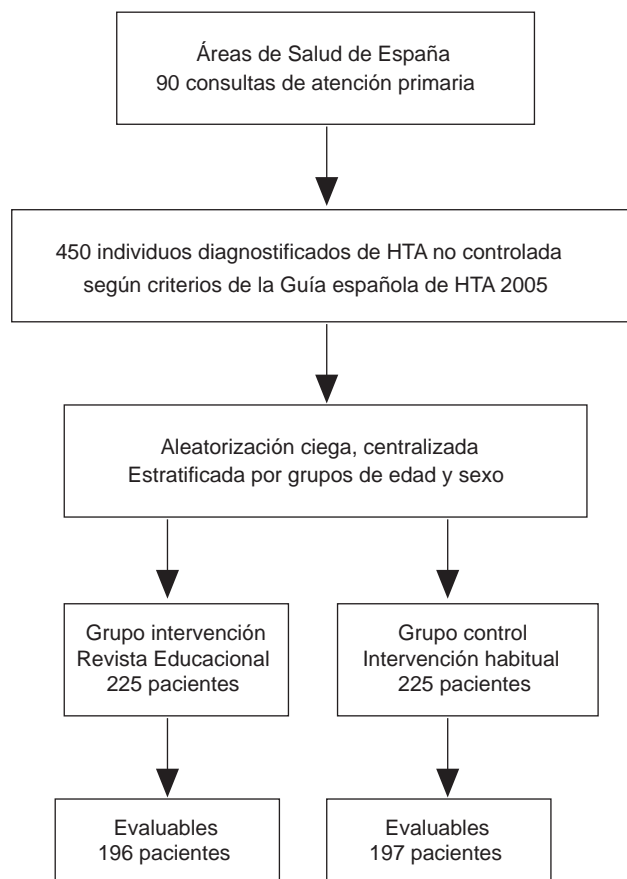 Áreas de Salud de España
90 consultas de atención primaria
450 individuos diagnostificados de HTA no controlada
según criterios de la Guía española de HTA 2005
Aleatorización ciega, centralizada
Estratificada por grupos de edad y sexo
Grupo intervención
Revista Educacional
225 pacientes
Grupo control
Intervención habitual
225 pacientes
Evaluables
196 pacientes
Evaluables
197 pacientes